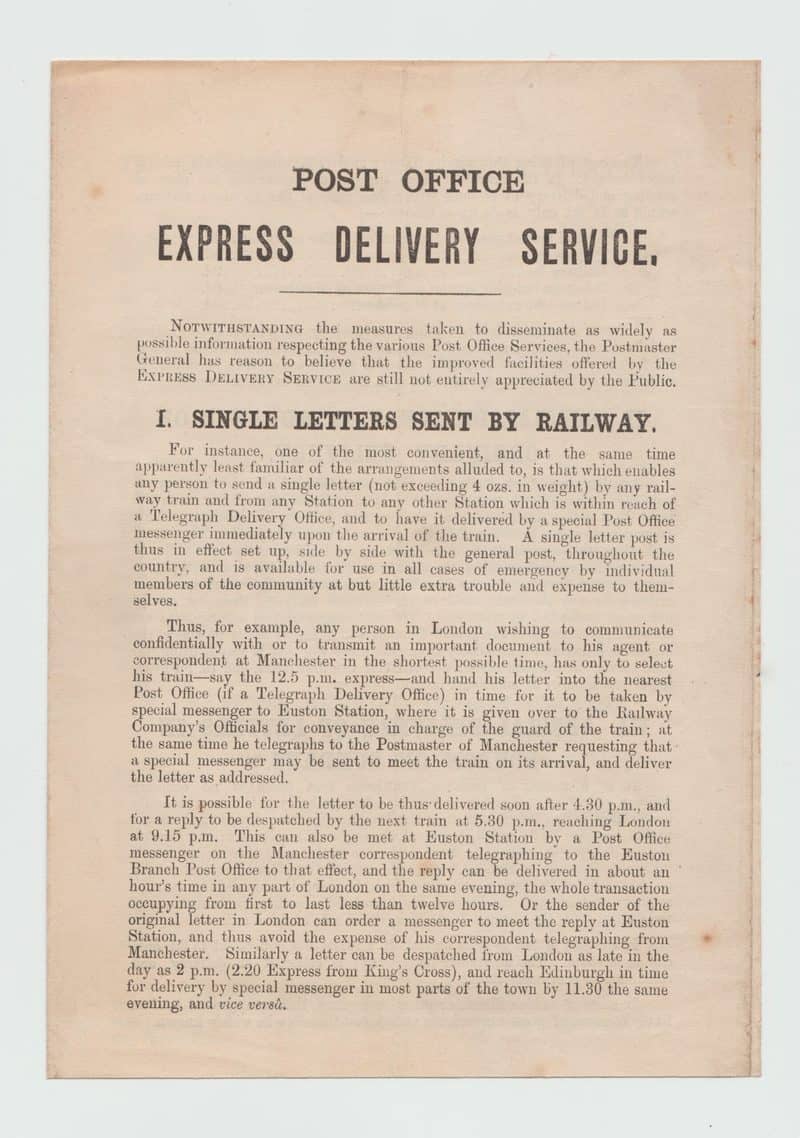 POST OFFICE
EXPRESS DELIVERY SERVICE.
NOTWITHSTANDING the measures taken to disseminate as widely as
possible information respecting the various Post Office Services, the Postmaster
General has reason to believe that the improved facilities offered by the
EXPRESS DELIVERY SERVICE are still not entirely appreciated by the Public.
I. SINGLE LETTERS SENT BY RAILWAY.
For instance, one of the most convenient, and at the same time
apparently least familiar of the arrangements alluded to, is that which enables
any person to send a single letter (not exceeding 4 ozs. in weight) by any rail-
way train and from any Station to any other Station which is within reach of
a Telegraph Delivery Office, and to have it delivered by a special Post Office
messenger immediately upon the arrival of the train. A single letter post is
thus in effect set up, side by side with the general post, throughout the
country, and is available for use in all cases of emergency by individual
members of the community at but little extra trouble and expense to them-
selves.
Thus, for example, any person in London wishing to communicate
confidentially with or to transmit an important document to his agent or
correspondent at Manchester in the shortest possible time, has only to select
his train—say the 12.5 p.m. express—and hand his letter into the nearest
Post Office (if a Telegraph Delivery Office) in time for it to be taken by
special messenger to Euston Station, where it is given over to the Railway
Company's Officials for conveyance in charge of the guard of the train; at
the same time he telegraphs to the Postmaster of Manchester requesting that
a special messenger may be sent to meet the train on its arrival, and deliver
the letter as addressed.
It is possible for the letter to be thus delivered soon after 4.30 p.m., and
for a reply to be despatched by the next train at 5.30 p.m., reaching London
at 9.15 p.m. This can also be met at Euston Station by a Post Office
messenger on the Manchester correspondent telegraphing to the Euston
Branch Post Office to that effect, and the reply can be delivered in about an
hour's time in any part of London on the same evening, the whole transaction
occupying from first to last less than twelve hours. Or the sender of the
original letter in London can order a messenger to meet the reply at Euston
Station, and thus avoid the expense of his correspondent telegraphing from
Manchester. Similarly a letter can be despatched from London as late in the
day as 2 p.m. (2.20 Express from King's Cross), and reach Edinburgh in time
for delivery by special messenger in most parts of the town by 11.30 the same
evening, and vice versâ.